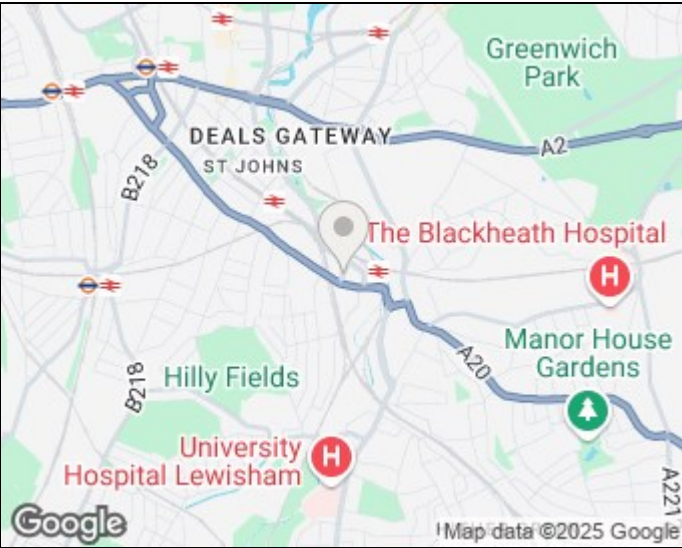 Greenwich
Park
DEALS GATEWAY
A2
ST JOHNS
B218
The Blackheath Hospital
H
Manor House
Gardens
A20
B218
Hilly Fields
University
Hospital Lewisham
H
A221
Google
Map data ©2025 Google